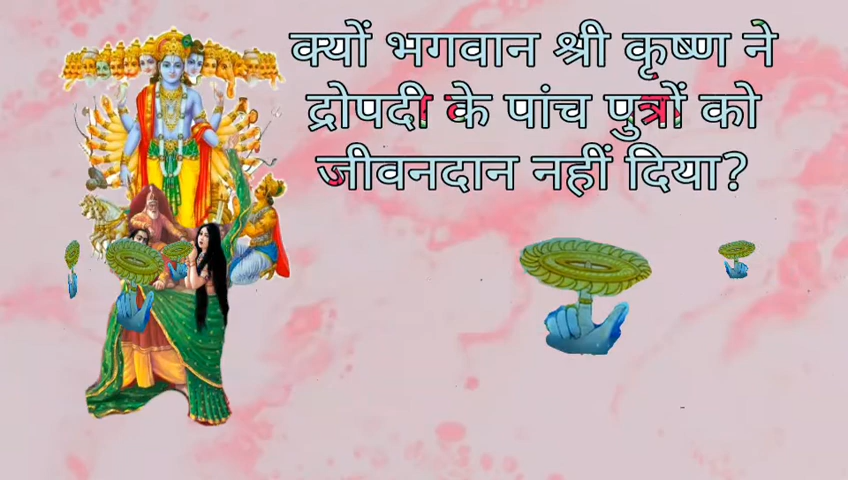 क्यों भगवान श्री कृष्ण ने
द्रोपदी के पांच पुत्रों को
जीवनदान नहीं दिया?